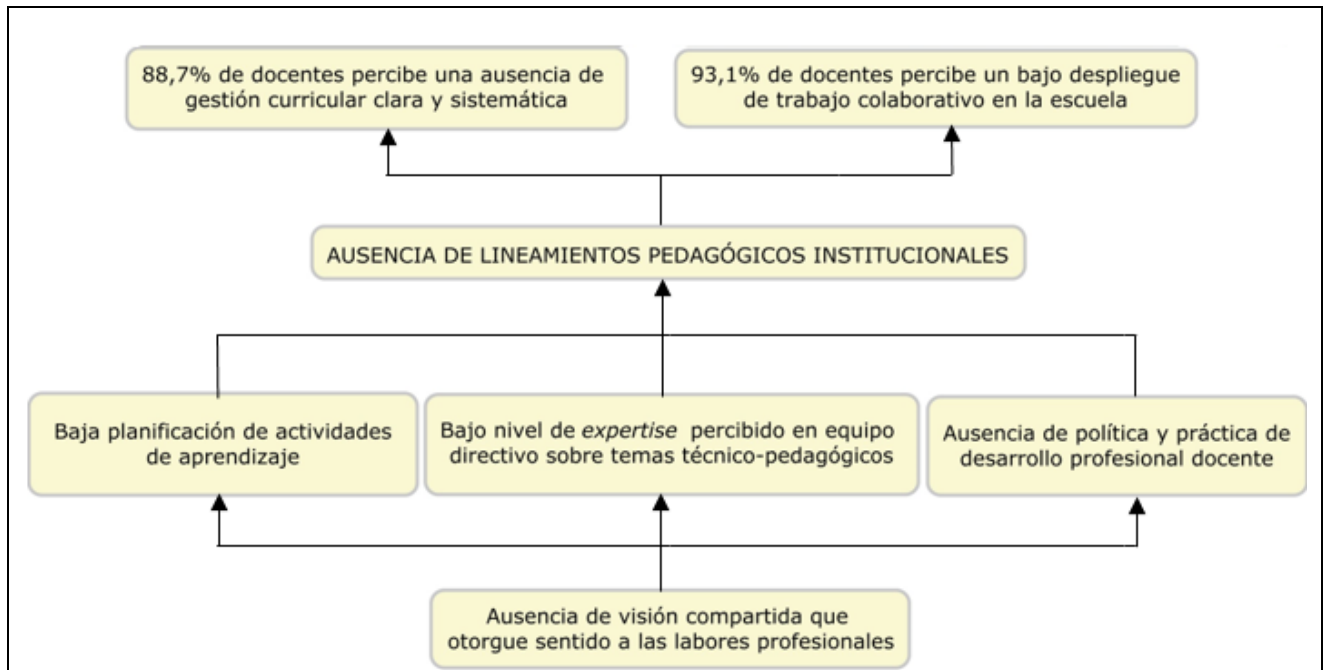 88,7% de docentes percibe una ausencia de
gestión curricular clara y sistemática
93,1% de docentes percibe un bajo despliegue
de trabajo colaborativo en la escuela
AUSENCIA DE LINEAMIENTOS PEDAGÓGICOS INSTITUCIONALES
Baja planificación de actividades
de aprendizaje
Bajo nivel de expertise percibido en equipo
directivo sobre temas técnico-pedagógicos
Ausencia de política y práctica de
desarrollo profesional docente
Ausencia de visión compartida que
otorgue sentido a las labores profesionales